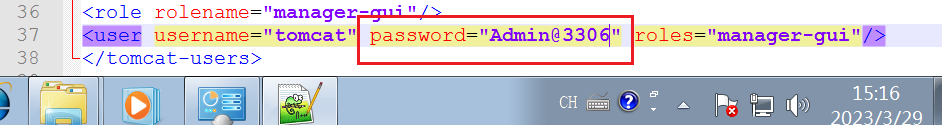 36 <role rolename="manager-gui"/>
37 <user username="tomcat" password="Admin@3306" roles="manager-gui"/>
38 </tomcat-users>
CH
15:16
2023/3/29